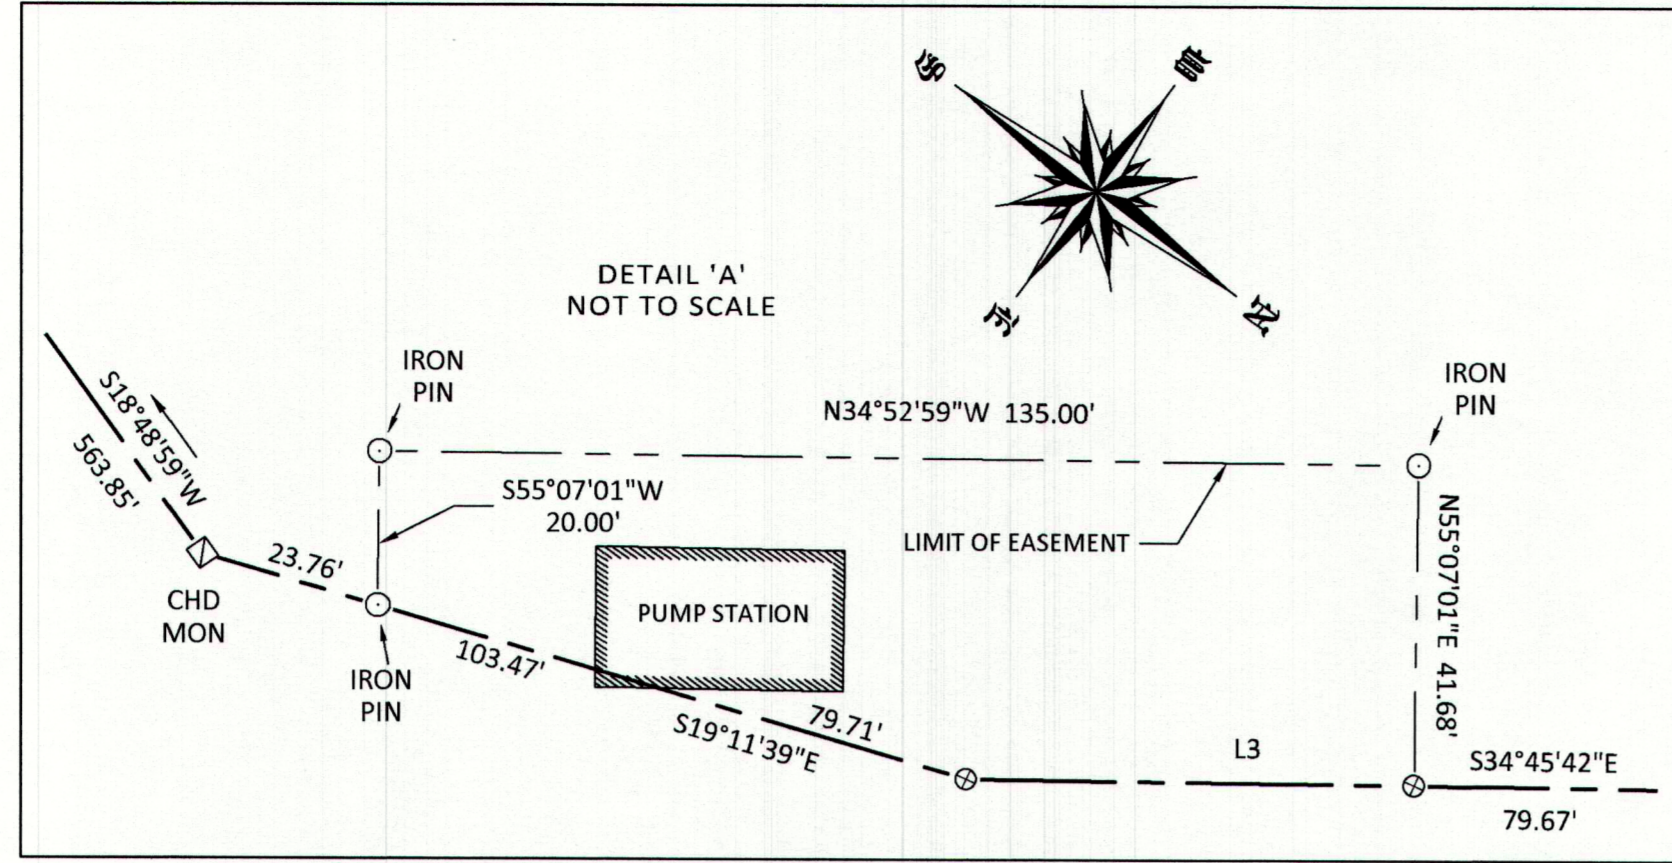 S
E
W
N
DETAIL 'A'
NOT TO SCALE
IRON
PIN
IRON
PIN
N34°52'59"W 135.00'
S18°48'59"W
563.85'
S55°07'01"W
20.00'
LIMIT OF EASEMENT
N55°07'01"E 41.68'
23.76'
CHD
MON
PUMP STATION
103.47'
IRON
PIN
79.71'
S19°11'39"E
L3
S34°45'42"E
79.67'